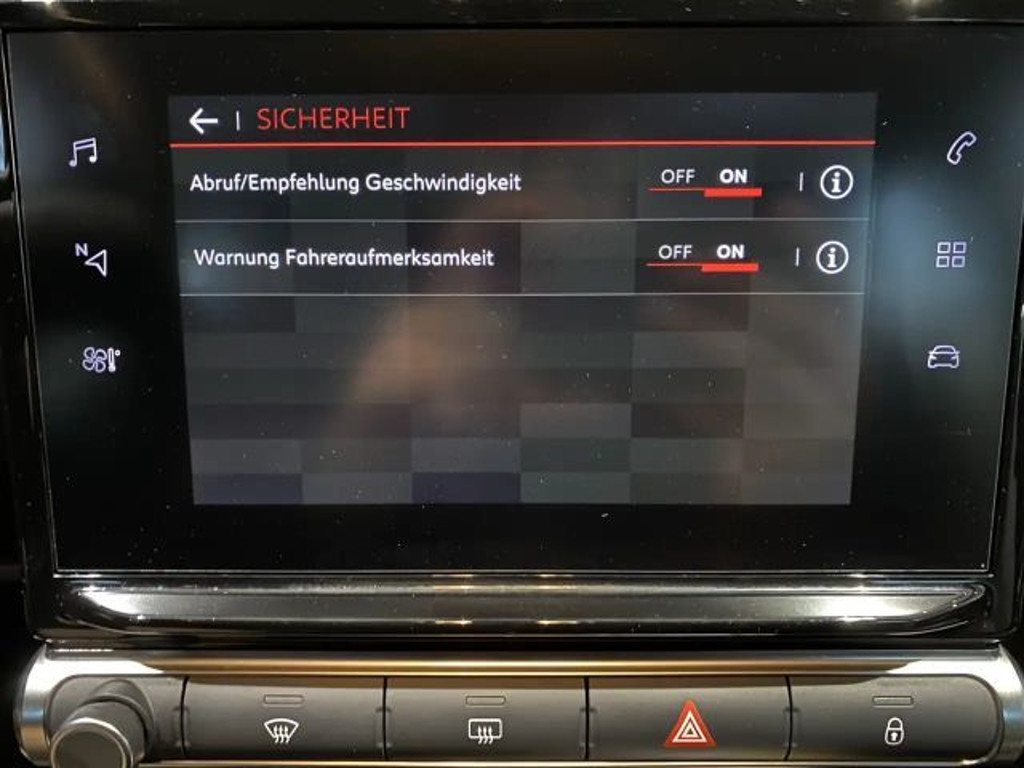 SICHERHEIT
Abruf/Empfehlung Geschwindigkeit OFF ON
N
Warnung Fahreraufmerksamkeit OFF ON